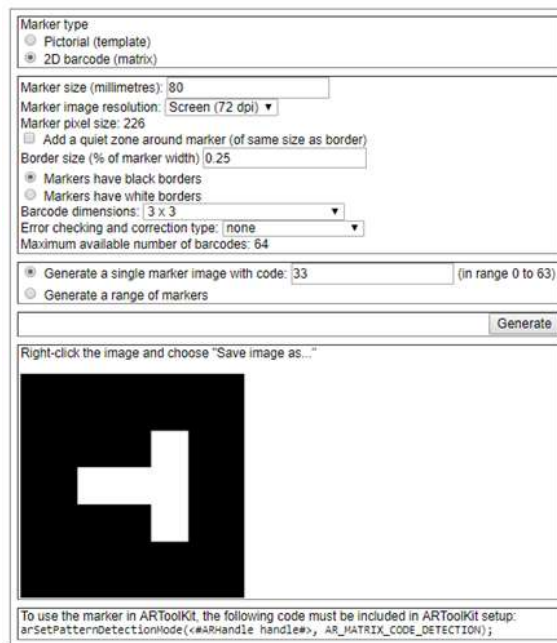 Marker type
Pictorial (template)
2D barcode (matrix)
Marker size (millimetres): 80
Marker image resolution: Screen (72 dpi)
Marker pixel size: 226
Add a quiet zone around marker (of same size as border)
Border size (% of marker width) 0.25
Markers have black borders
Markers have white borders
Barcode dimensions: 3 x 3
Error checking and correction type: none
Maximum available number of barcodes: 64
Generate a single marker image with code: 33 (in range 0 to 63)
Generate a range of markers
Generate
Right-click the image and choose "Save image as..."
To use the marker in ARToolKit, the following code must be included in ARToolKit setup:
arSetPatternDetectionMode(<#ARHandle handle#>, AR_MATRIX_CODE_DETECTION);